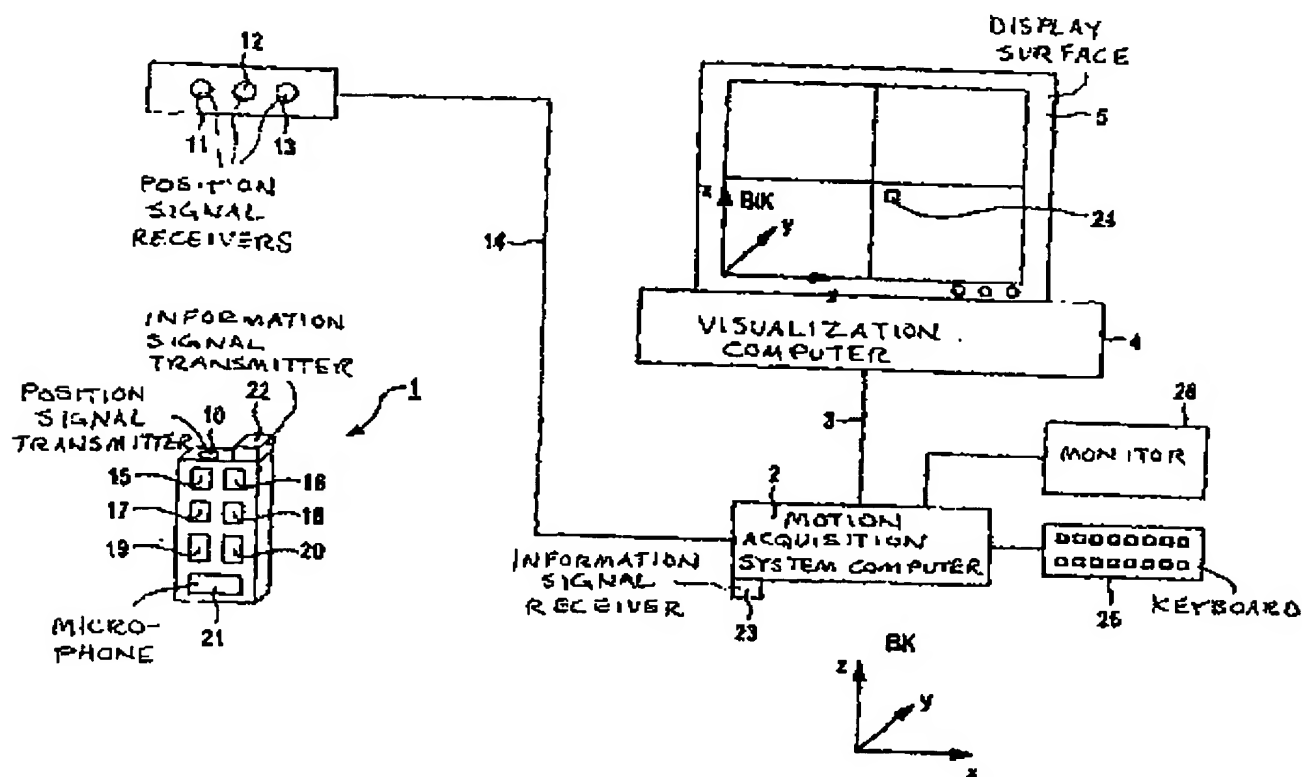 12
11
13
POSITION
SIGNAL
RECEIVERS
14
DISPLAY
SURFACE
5
BK
y
24
VISUALIZATION
COMPUTER
4
3
INFORMATION
SIGNAL
TRANSMITTER
22
1
POSITION
SIGNAL
TRANSMITTER
10
15
16
17
18
19
20
21
MICRO-
PHONE
2
MOTION
ACQUISITION
SYSTEM COMPUTER
INFORMATION
SIGNAL
RECEIVER
23
MONITOR
KEYBOARD
BK
z
y
x